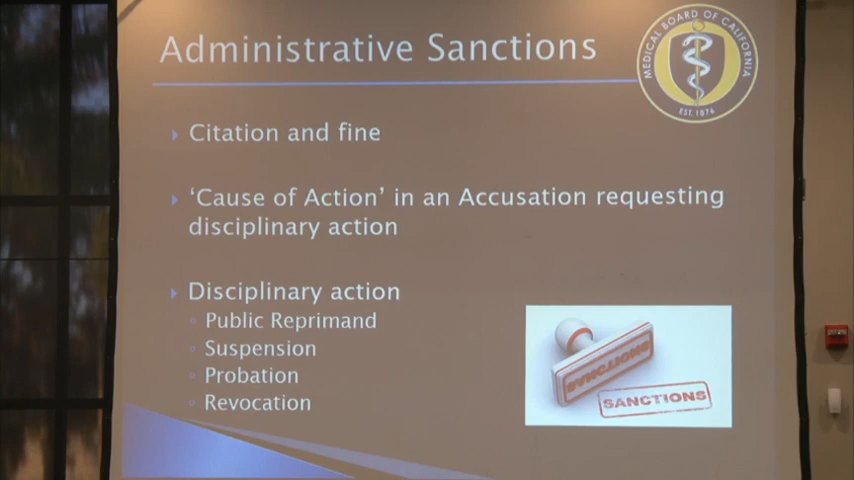 Administrative Sanctions
MEDICAL BOARD OF CALIFORNIA
EST. 1876
Citation and fine
‘Cause of Action’ in an Accusation requesting
disciplinary action
Disciplinary action
Public Reprimand
Suspension
Probation
Revocation
SANCTIONS
SANCTIONS